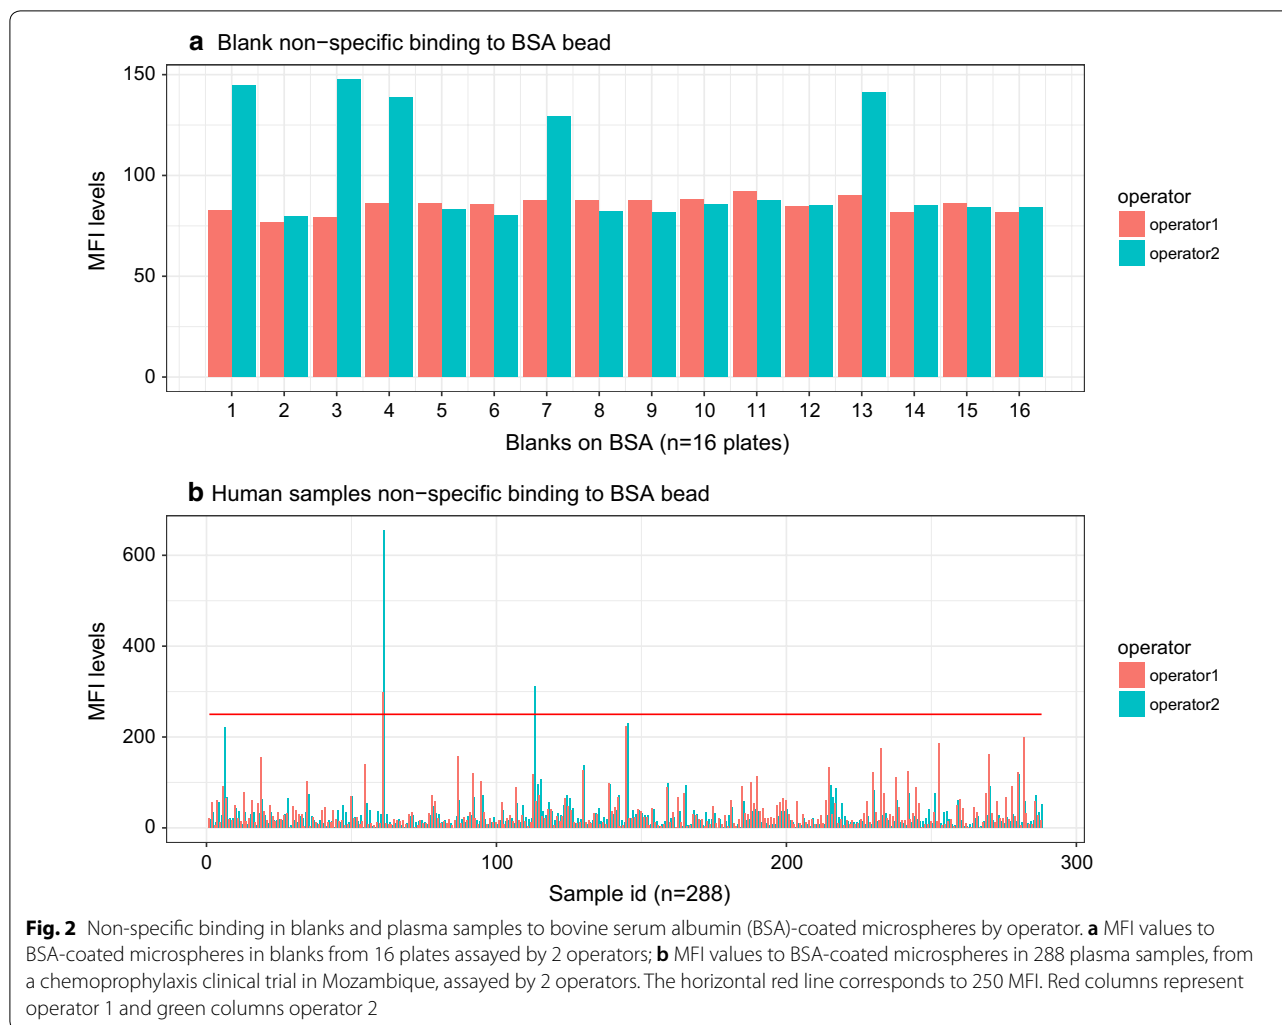 a Blank non−specific binding to BSA bead
150
100
50
0
MFI levels
1 2 3 4 5 6 7 8 9 10 11 12 13 14 15 16
Blanks on BSA (n=16 plates)
operator
operator1
operator2
b Human samples non−specific binding to BSA bead
600
400
200
0
MFI levels
0 100 200 300
Sample id (n=288)
operator
operator1
operator2
Fig. 2 Non-specific binding in blanks and plasma samples to bovine serum albumin (BSA)-coated microspheres by operator. a MFI values to
BSA-coated microspheres in blanks from 16 plates assayed by 2 operators; b MFI values to BSA-coated microspheres in 288 plasma samples, from
a chemoprophylaxis clinical trial in Mozambique, assayed by 2 operators. The horizontal red line corresponds to 250 MFI. Red columns represent
operator 1 and green columns operator 2